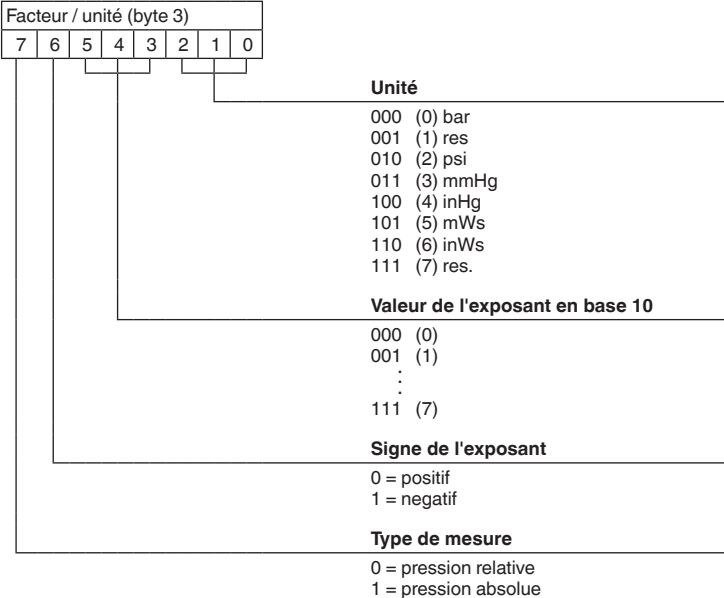 Facteur / unité (byte 3)
7 6 5 4 3 2 1 0
Unité
000 (0) bar
001 (1) res
010 (2) psi
011 (3) mmHg
100 (4) inHg
101 (5) mWs
110 (6) inWs
111 (7) res.
Valeur de l'exposant en base 10
000 (0)
001 (1)
111 (7)
Signe de l'exposant
0 = positif
1 = negatif
Type de mesure
0 = pression relative
1 = pression absolue